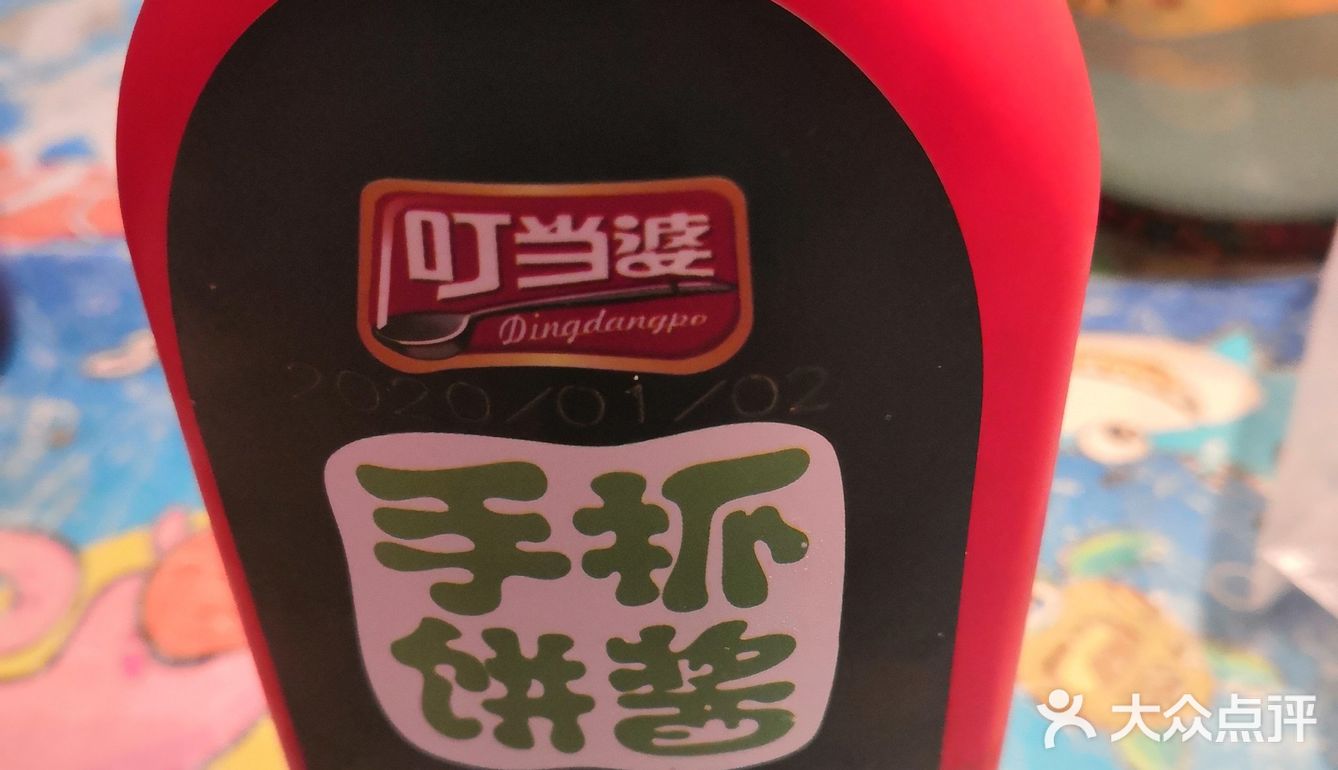 叮当婆
Dingdangpo
2020/01/02
手抓
饼酱
大众点评